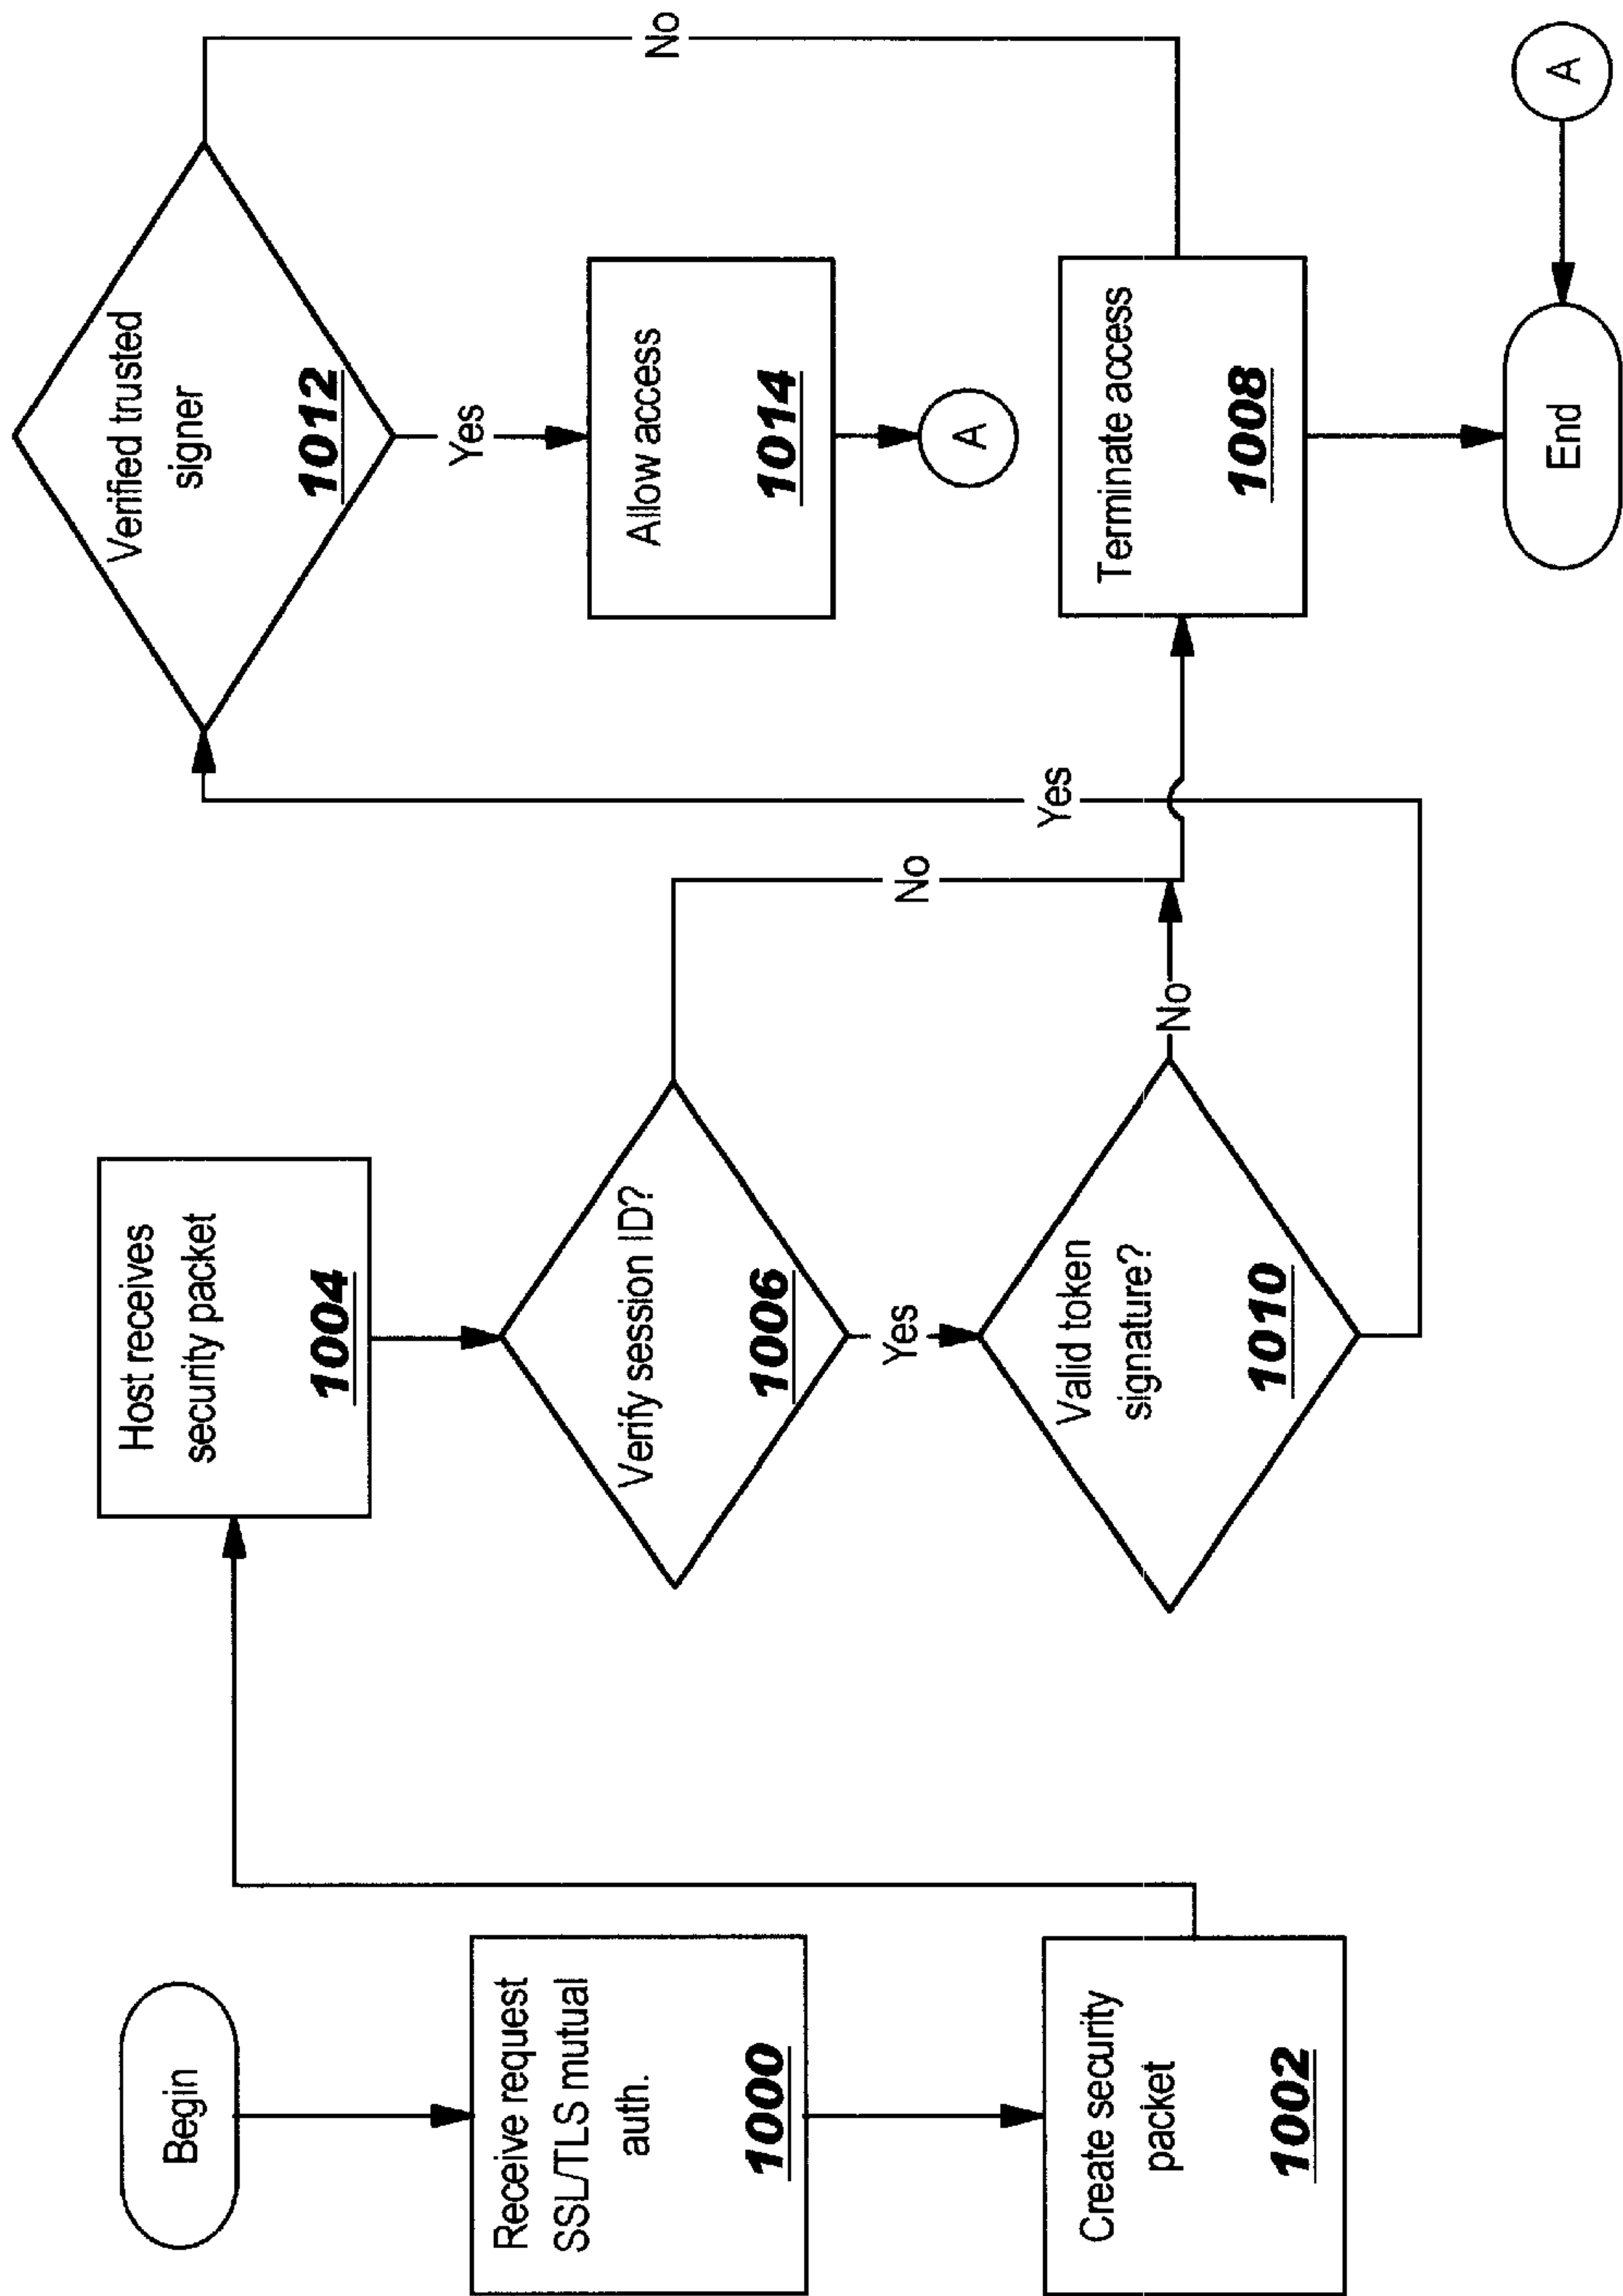 Begin
Receive request
SSL/TLS mutual
auth.
1000
Create security
packet
1002
Host receives
security packet
1004
Verify session ID?
1006
No
Yes
Valid token
signature?
1010
No
Yes
Verified trusted
signer
1012
No
Yes
Allow access
1014
A
Terminate access
1008
End
A